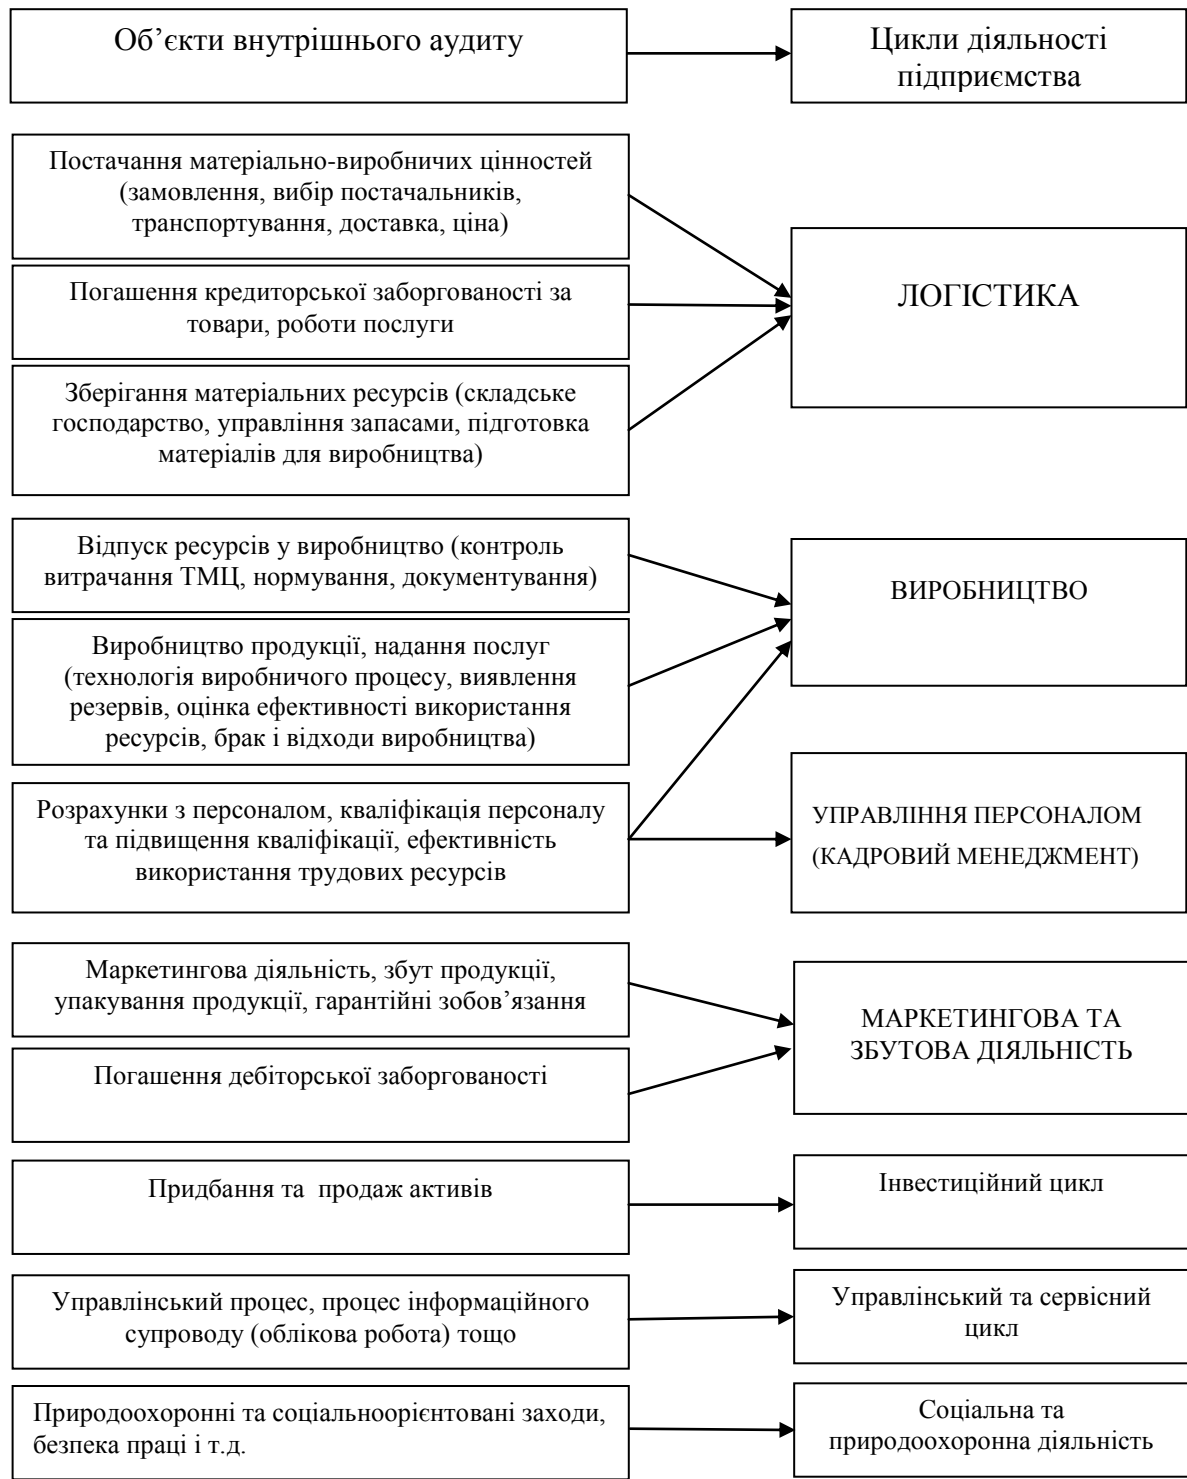 Об’єкти внутрішнього аудиту
Цикли діяльності
підприємства
Постачання матеріально-виробничих цінностей
(замовлення, вибір постачальників,
транспортування, доставка, ціна)
Погашення кредиторської заборгованості за
товари, роботи послуги
Зберігання матеріальних ресурсів (складське
господарство, управління запасами, підготовка
матеріалів для виробництва)
ЛОГІСТИКА
Відпуск ресурсів у виробництво (контроль
витрачання ТМЦ, нормування, документування)
Виробництво продукції, надання послуг
(технологія виробничого процесу, виявлення
резервів, оцінка ефективності використання
ресурсів, брак і відходи виробництва)
ВИРОБНИЦТВО
Розрахунки з персоналом, кваліфікація персоналу
та підвищення кваліфікації, ефективність
використання трудових ресурсів
УПРАВЛІННЯ ПЕРСОНАЛОМ
(КАДРОВИЙ МЕНЕДЖМЕНТ)
Маркетингова діяльність, збут продукції,
упакування продукції, гарантійні зобов’язання
Погашення дебіторської заборгованості
МАРКЕТИНГОВА ТА
ЗБУТОВА ДІЯЛЬНІСТЬ
Придбання та продаж активів
Інвестиційний цикл
Управлінський процес, процес інформаційного
супроводу (облікова робота) тощо
Управлінський та сервісний
цикл
Природоохоронні та соціальноорієнтовані заходи,
безпека праці і т.д.
Соціальна та
природоохоронна діяльність